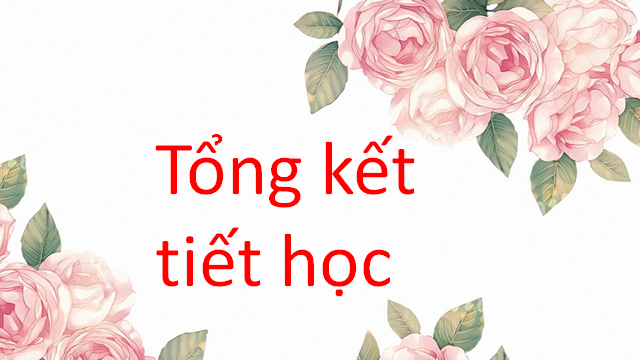 Tổng kết
tiết học